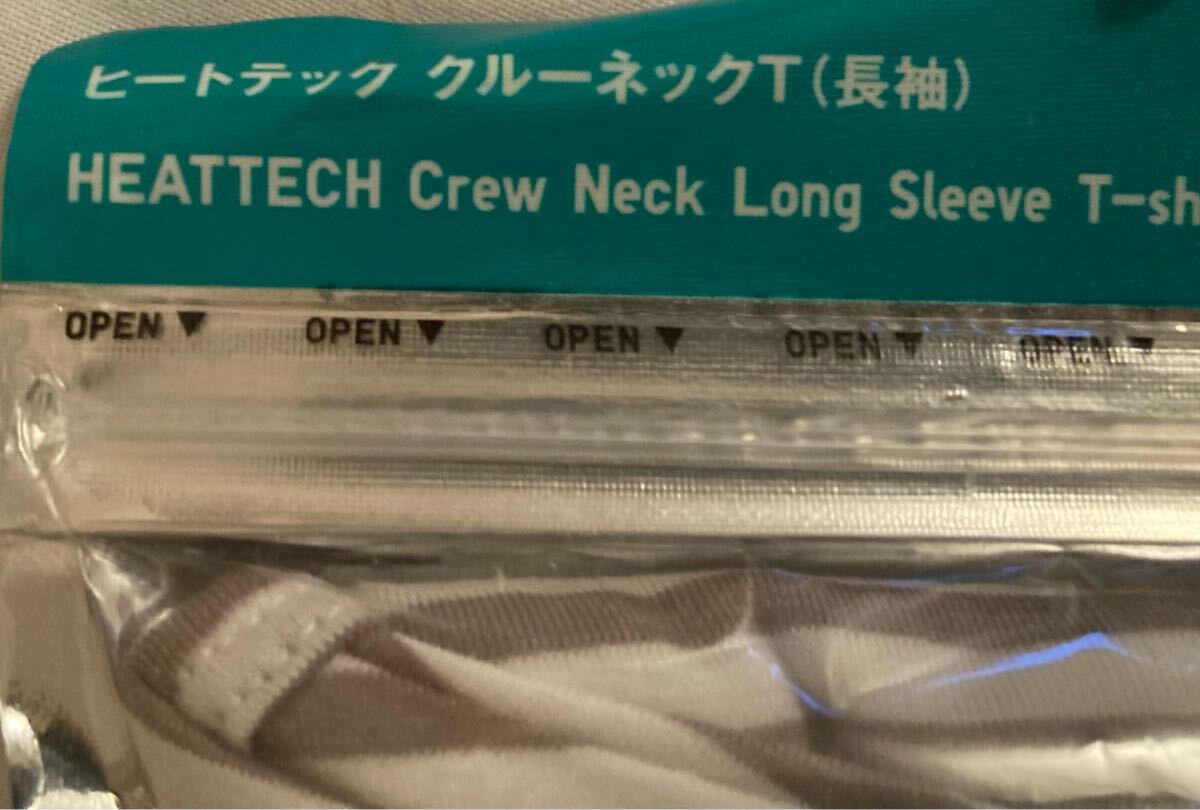 ヒートテック クルーネックT(長袖)
HEATTECH Crew Neck Long Sleeve T-sh
OPEN▼ OPEN▼ OPEN▼ OPEN▼ OPEN▼